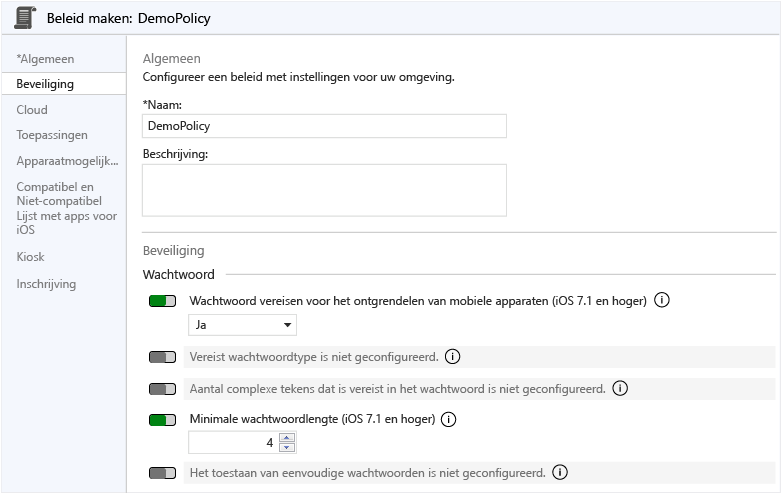 Beleid maken: DemoPolicy
*Algemeen
Beveiliging
Cloud
Toepassingen
Apparaatmogelijk...
Compatibel en
Niet-compatibel
Lijst met apps voor
iOS
Kiosk
Inschrijving
Algemeen
Configureer een beleid met instellingen voor uw omgeving.
*Naam:
DemoPolicy
Beschrijving:
Beveiliging
Wachtwoord
Wachtwoord vereisen voor het ontgrendelen van mobiele apparaten (iOS 7.1 en hoger)
Ja
Vereist wachtwoordtype is niet geconfigureerd.
Aantal complexe tekens dat is vereist in het wachtwoord is niet geconfigureerd.
Minimale wachtwoordlengte (iOS 7.1 en hoger)
4
Het toestaan van eenvoudige wachtwoorden is niet geconfigureerd.